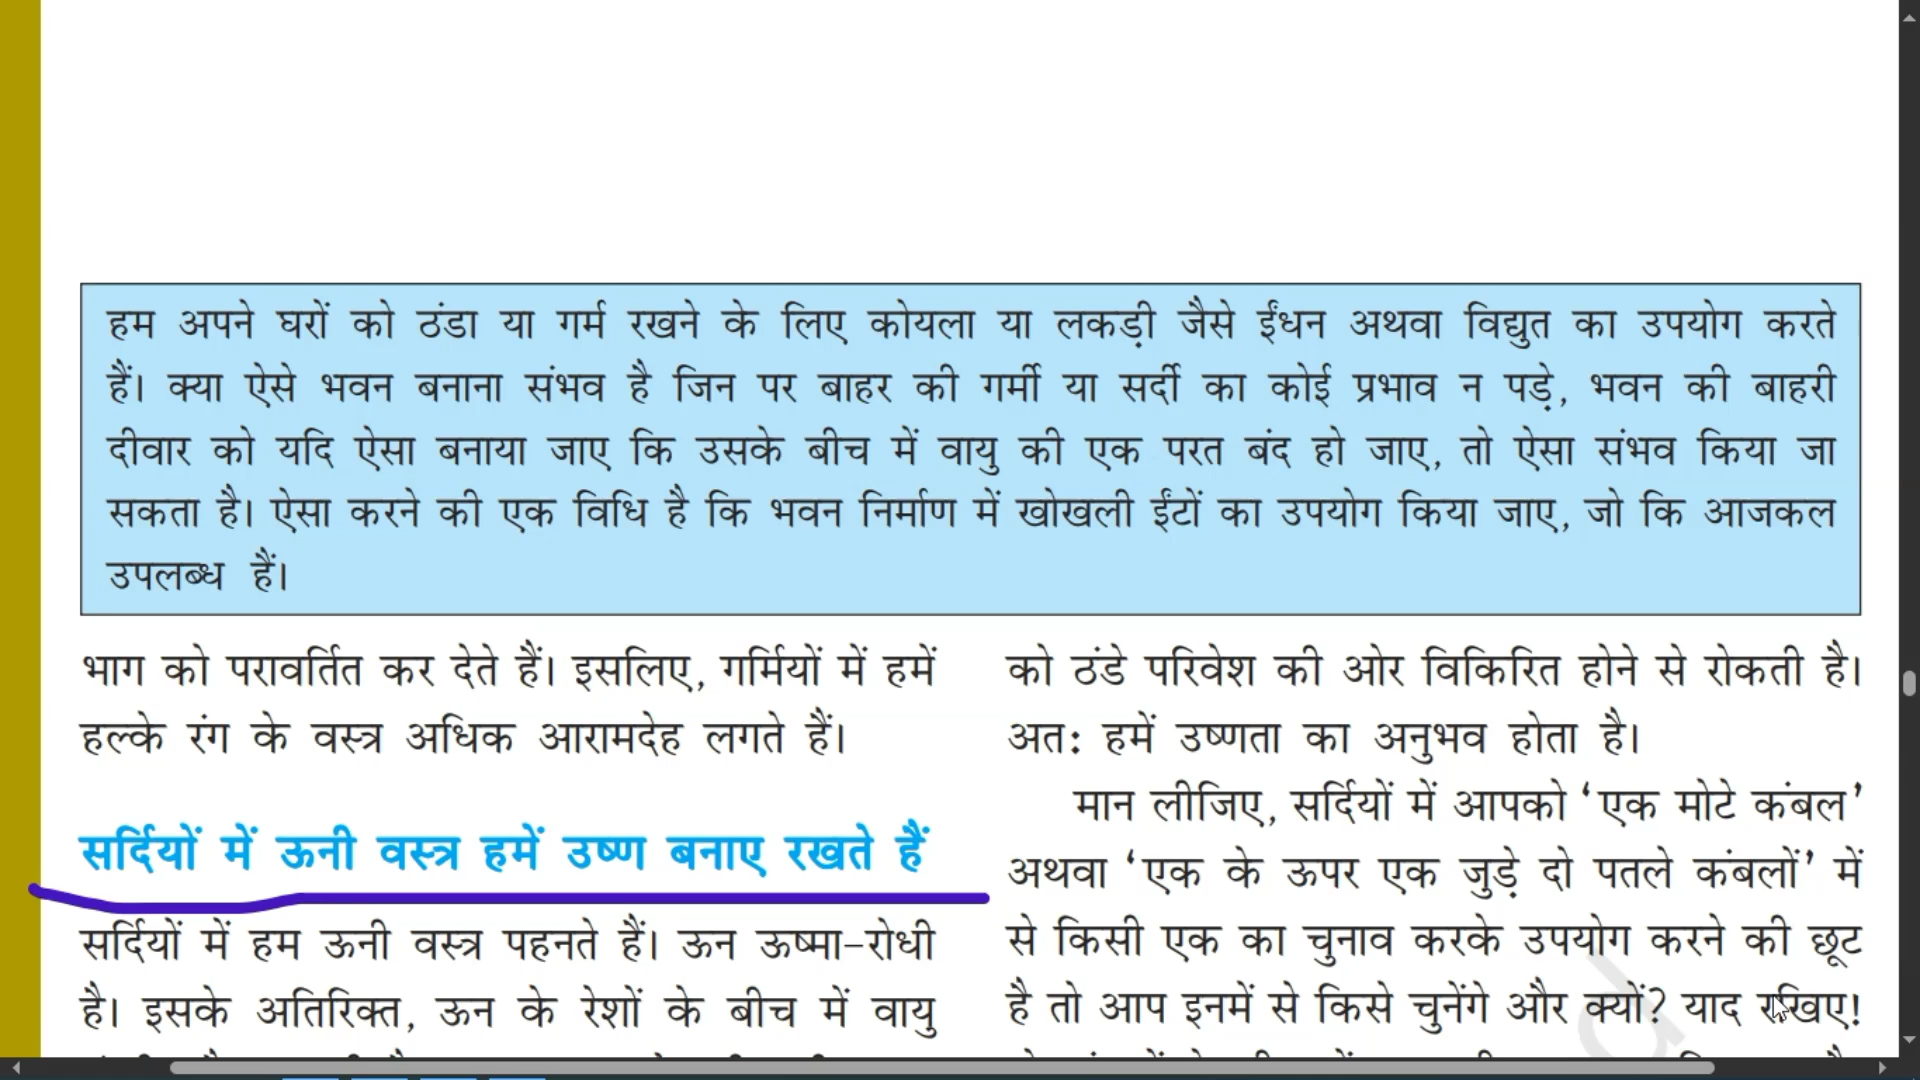 हम अपने घरों को ठंडा या गर्म रखने के लिए कोयला या लकड़ी जैसे ईंधन अथवा विद्युत का उपयोग करते
हैं। क्या ऐसे भवन बनाना संभव है जिन पर बाहर की गर्मी या सर्दी का कोई प्रभाव न पड़े, भवन की बाहरी
दीवार को यदि ऐसा बनाया जाए कि उसके बीच में वायु की एक परत बंद हो जाए, तो ऐसा संभव किया जा
सकता है। ऐसा करने की एक विधि है कि भवन निर्माण में खोखली ईंटों का उपयोग किया जाए, जो कि आजकल
उपलब्ध हैं।
भाग को परावर्तित कर देते हैं। इसलिए, गर्मियों में हमें
हल्के रंग के वस्त्र अधिक आरामदेह लगते हैं।
सर्दियों में ऊनी वस्त्र हमें उष्ण बनाए रखते हैं
सर्दियों में हम ऊनी वस्त्र पहनते हैं। ऊन ऊष्मा-रोधी
है। इसके अतिरिक्त, ऊन के रेशों के बीच में वायु
को ठंडे परिवेश की ओर विकिरित होने से रोकती है।
अत: हमें उष्णता का अनुभव होता है।
मान लीजिए, सर्दियों में आपको ‘एक मोटे कंबल’
अथवा ‘एक के ऊपर एक जुड़े दो पतले कंबलों’ में
से किसी एक का चुनाव करके उपयोग करने की छूट
है तो आप इनमें से किसे चुनेंगे और क्यों? याद रखिए!